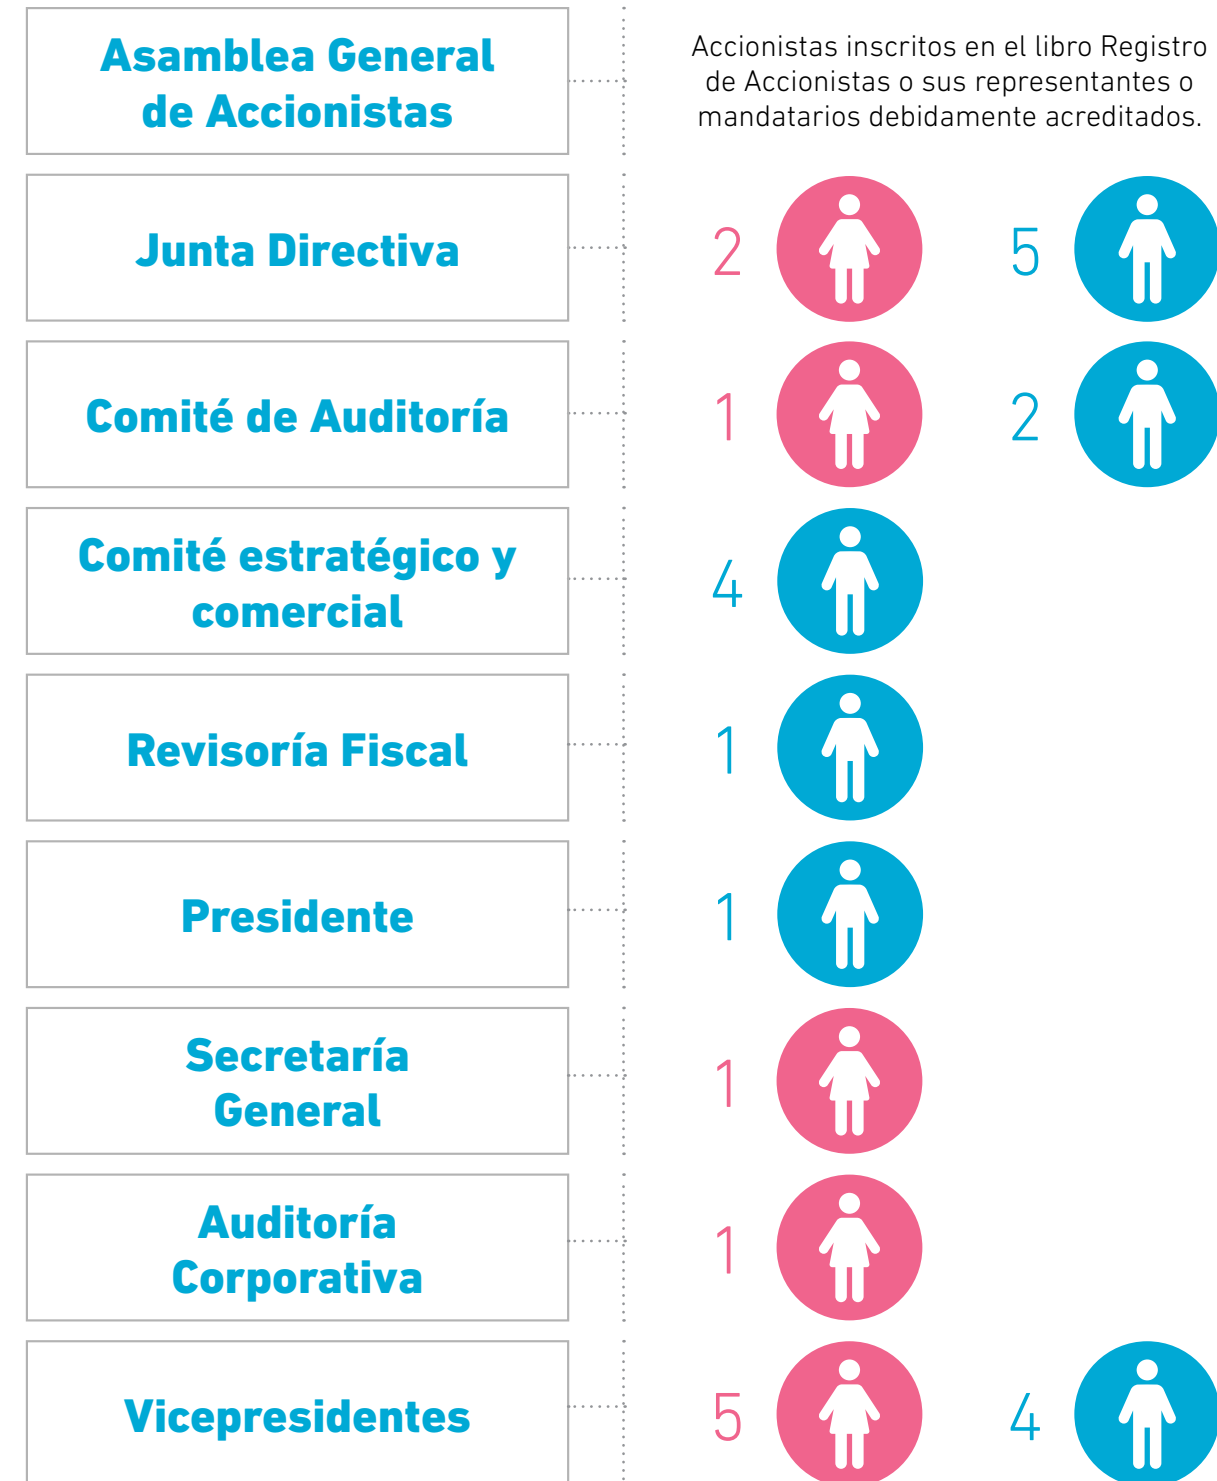 Asamblea General
de Accionistas
Accionistas inscritos en el libro Registro
de Accionistas o sus representantes o
mandatarios debidamente acreditados.
Junta Directiva
2
5
Comité de Auditoría
1
2
Comité estratégico y
comercial
4
Revisoría Fiscal
1
Presidente
1
Secretaría
General
1
Auditoría
Corporativa
1
Vicepresidentes
5
4